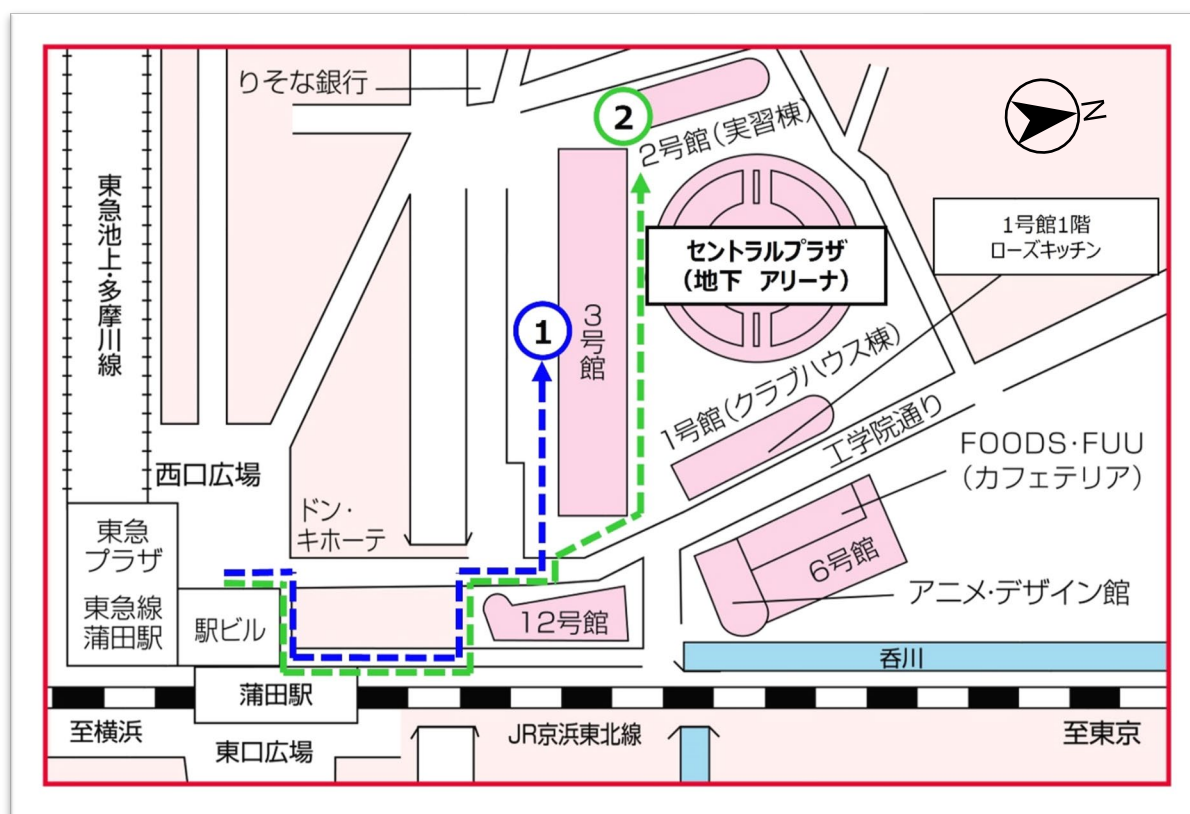 りそな銀行
2
2号館(実習棟)
N
東急池上・多摩川線
セントラルプラザ
(地下 アリーナ)
1号館1階
ローズキッチン
1
3号館
1号館(クラブハウス棟)
工学院通り
FOODS・FUU
(カフェテリア)
西口広場
ドン・
キホーテ
東急
プラザ
東急線
蒲田駅
駅ビル
12号館
6号館
アニメ・デザイン館
呑川
蒲田駅
至横浜
東口広場
JR京浜東北線
至東京